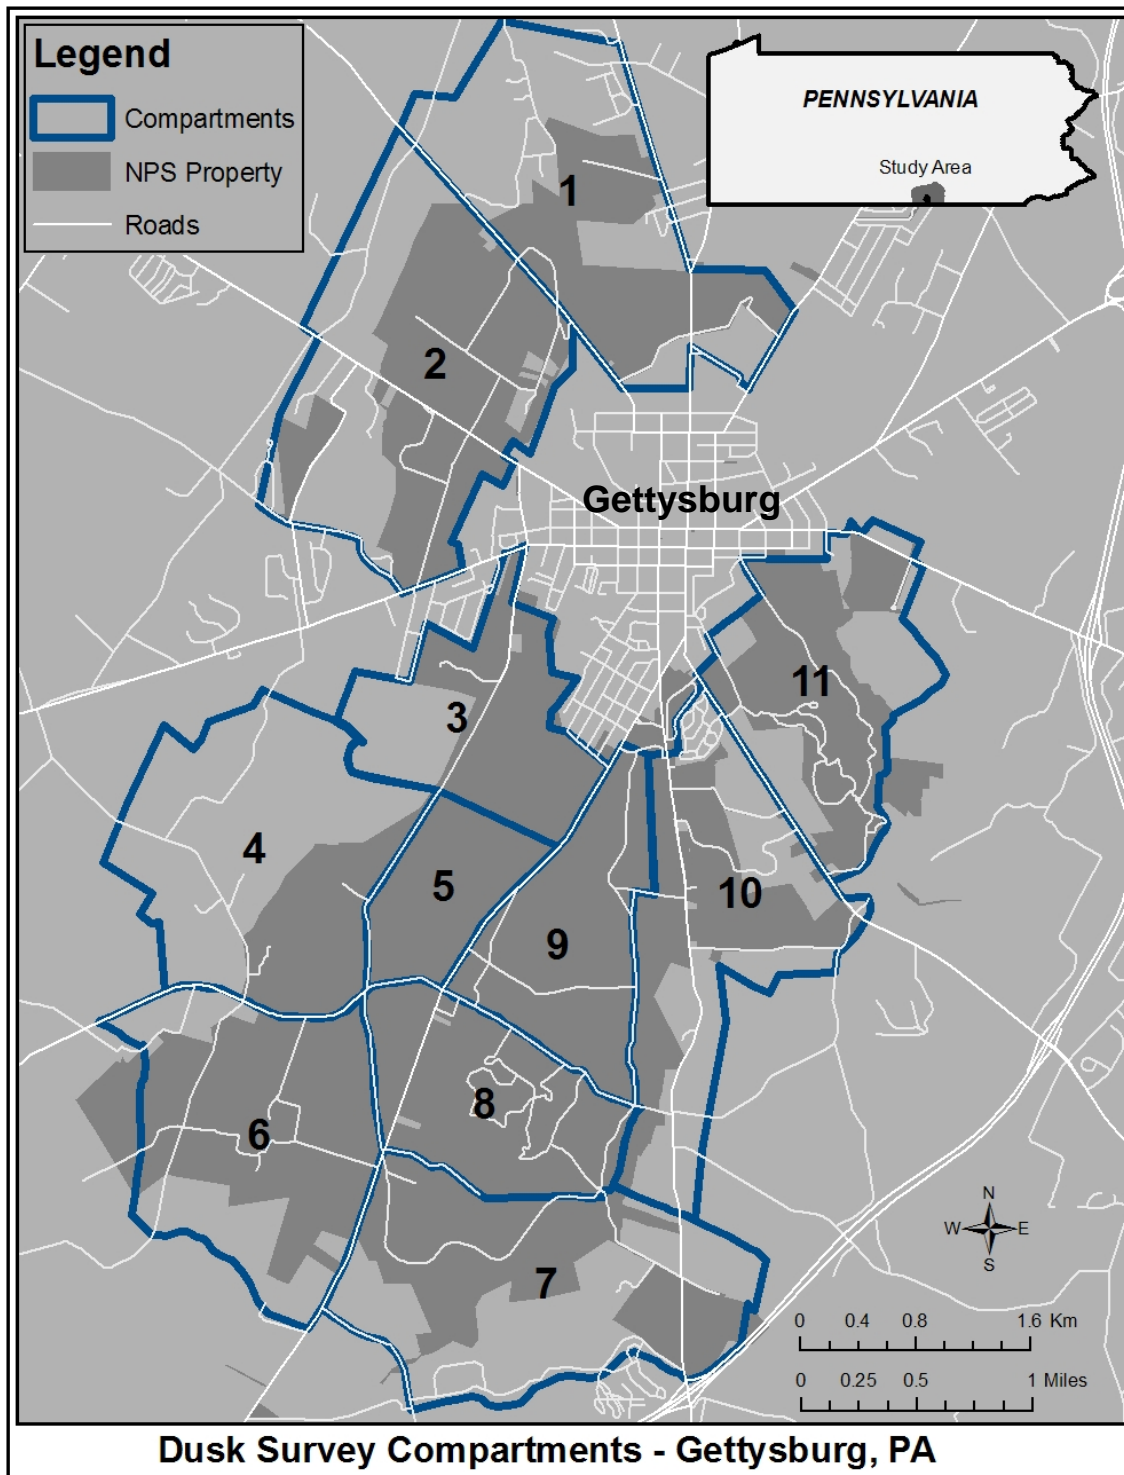 Legend
Compartments
NPS Property
Roads
PENNSYLVANIA
Study Area
1
2
Gettysburg
3
11
4
5
10
9
8
6
7
N
W E
S
0 0.4 0.8 1.6 Km
0 0.25 0.5 1 Miles
Dusk Survey Compartments - Gettysburg, PA